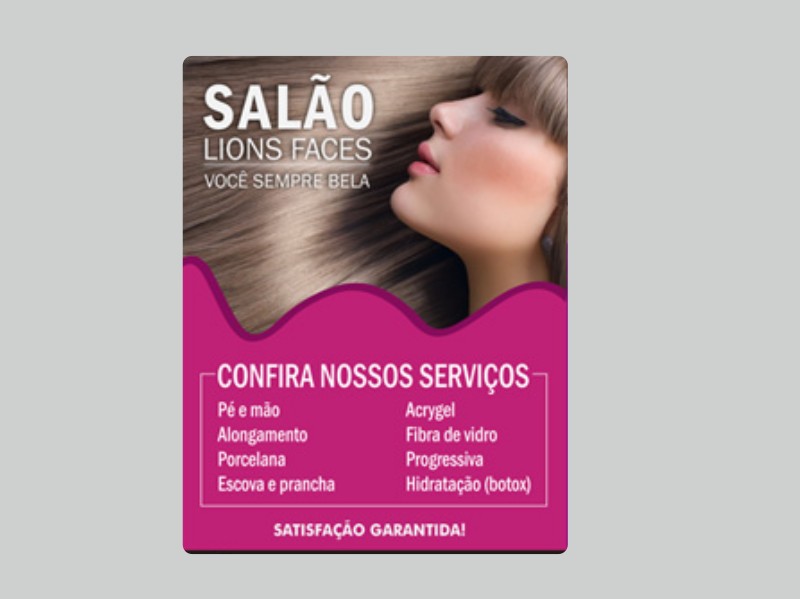 SALÃO
LIONS FACES
VOCÊ SEMPRE BELA
CONFIRA NOSSOS SERVIÇOS
Pé e mão
Alongamento
Porcelana
Escova e prancha
Acrygel
Fibra de vidro
Progressiva
Hidratação (botox)
SATISFAÇÃO GARANTIDA!